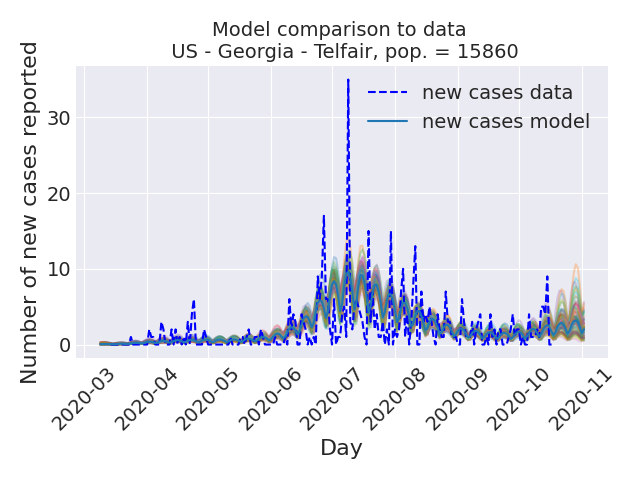 Model comparison to data
US - Georgia - Telfair, pop. = 15860
Number of new cases reported
30
20
10
0
new cases data
new cases model
2020-03
2020-04
2020-05
2020-06
2020-07
2020-08
2020-09
2020-10
2020-11
Day